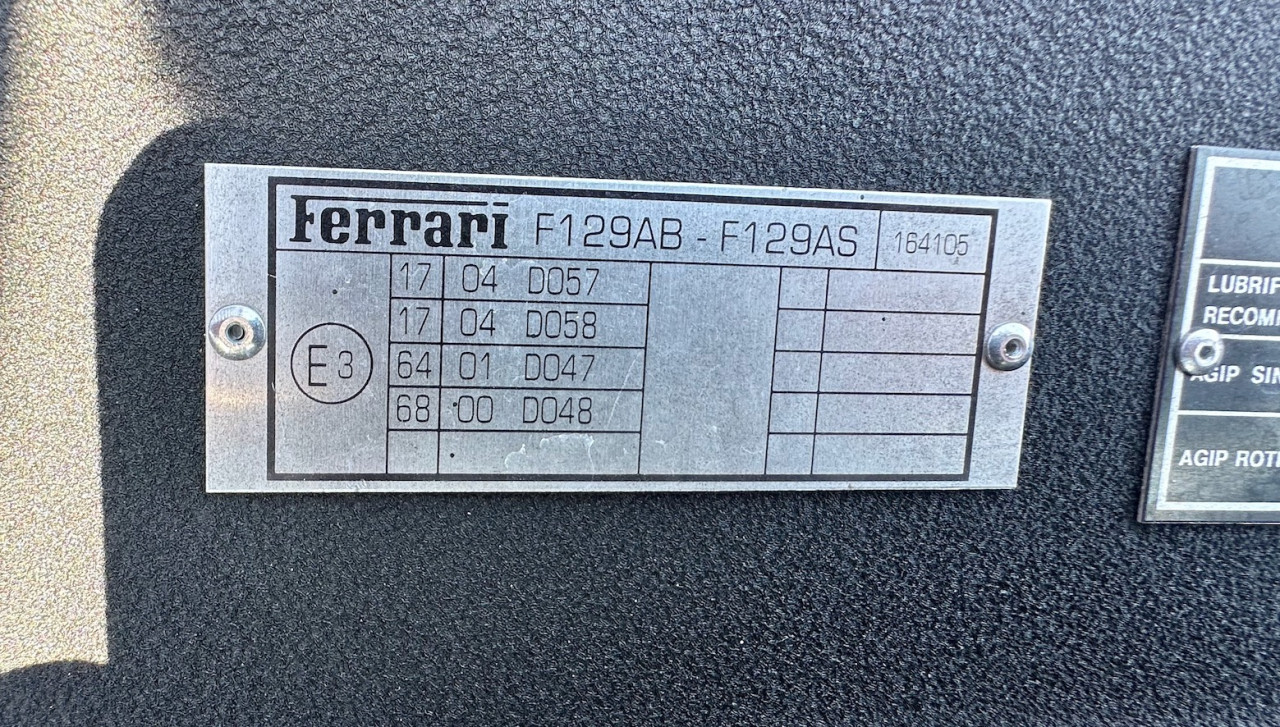 Ferrari F129AB - F129AS 164105
17 04 D057
17 04 D058
E3
64 01 D047
68 00 D048
LUBRIF
RECOM
AGIP SIN
AGIP ROT